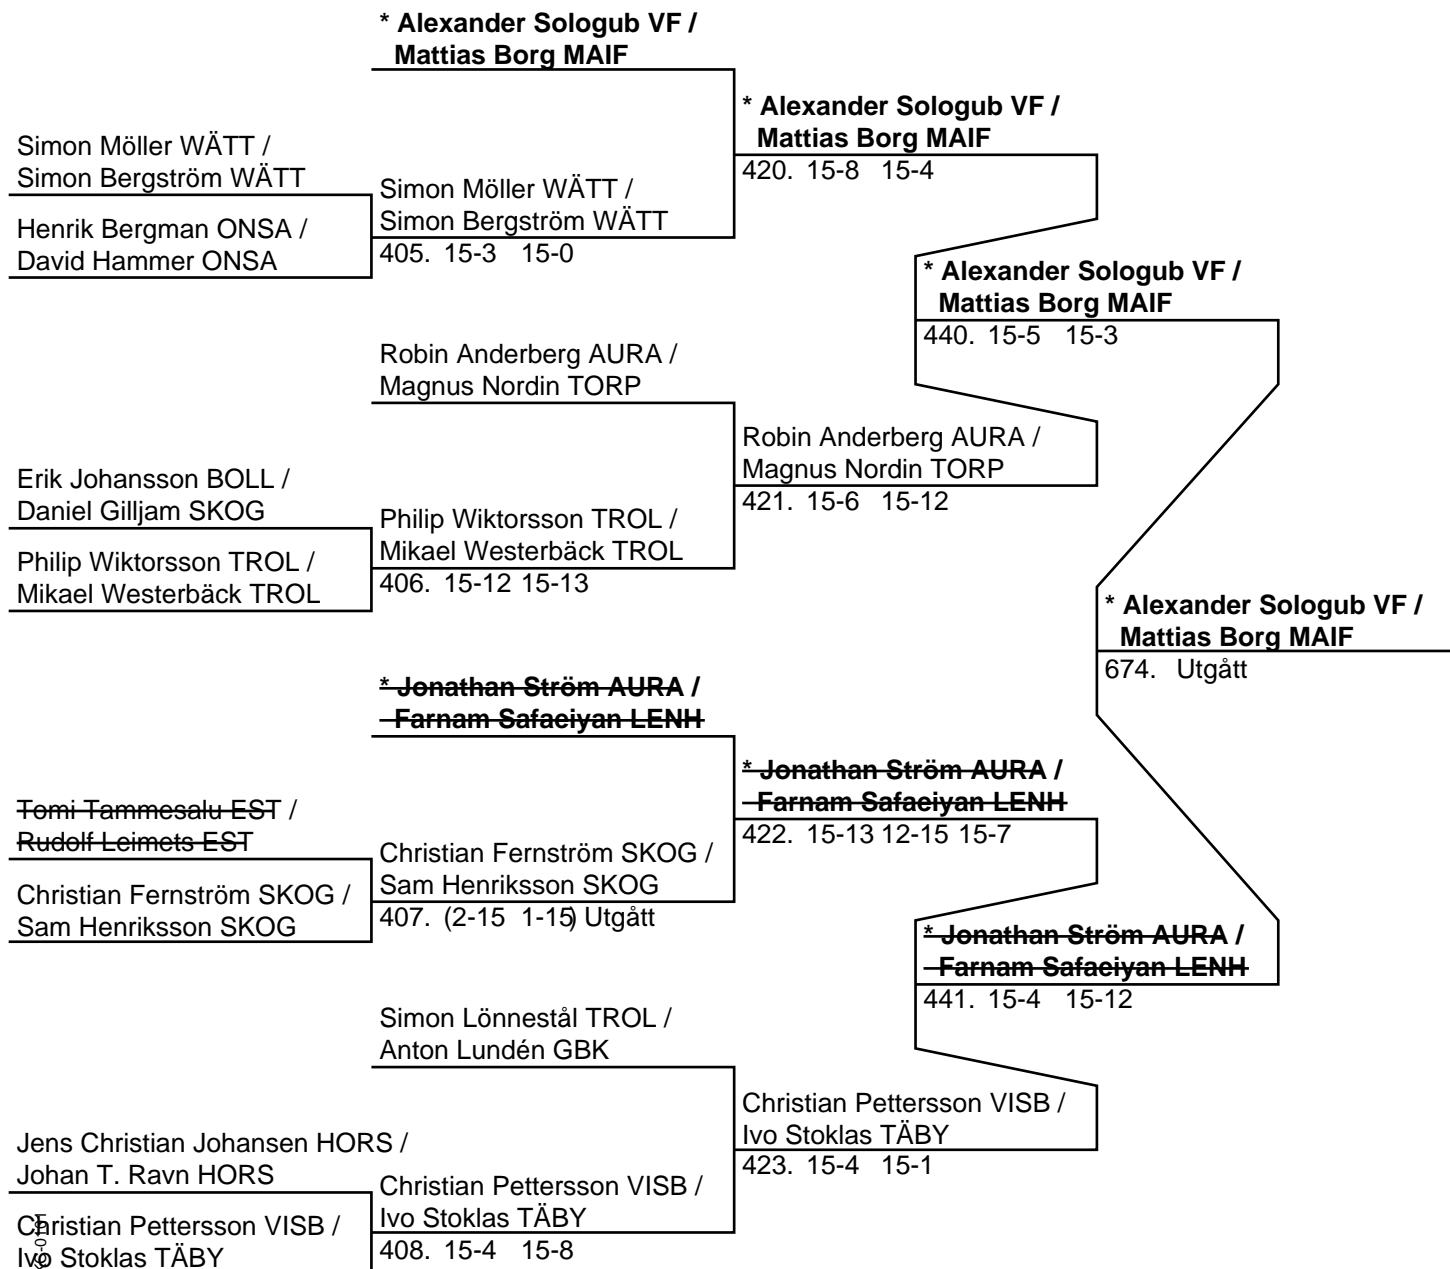 * Alexander Sologub VF /
Mattias Borg MAIF
Simon Möller WÄTT /
Simon Bergström WÄTT
Henrik Bergman ONSA /
David Hammer ONSA
Simon Möller WÄTT /
Simon Bergström WÄTT
405. 15-3 15-0
* Alexander Sologub VF /
Mattias Borg MAIF
420. 15-8 15-4
Robin Anderberg AURA /
Magnus Nordin TORP
Erik Johansson BOLL /
Daniel Gilljam SKOG
Philip Wiktorsson TROL /
Mikael Westerbäck TROL
Philip Wiktorsson TROL /
Mikael Westerbäck TROL
406. 15-12 15-13
Robin Anderberg AURA /
Magnus Nordin TORP
421. 15-6 15-12
* Alexander Sologub VF /
Mattias Borg MAIF
440. 15-5 15-3
* Jonathan Ström AURA /
Farnam Safaeiyan LENH
Tomi Tammesalu EST /
Rudolf Leimets EST
Christian Fernström SKOG /
Sam Henriksson SKOG
Christian Fernström SKOG /
Sam Henriksson SKOG
407. (2-15 1-15) Utgått
* Jonathan Ström AURA /
Farnam Safaeiyan LENH
422. 15-13 12-15 15-7
Simon Lönnestål TROL /
Anton Lundén GBK
Jens Christian Johansen HORS /
Johan T. Ravn HORS
Christian Pettersson VISB /
Ivo Stoklas TÄBY
Christian Pettersson VISB /
Ivo Stoklas TÄBY
408. 15-4 15-8
Christian Pettersson VISB /
Ivo Stoklas TÄBY
423. 15-4 15-1
* Jonathan Ström AURA /
Farnam Safaeiyan LENH
441. 15-4 15-12
* Alexander Sologub VF /
Mattias Borg MAIF
674. Utgått